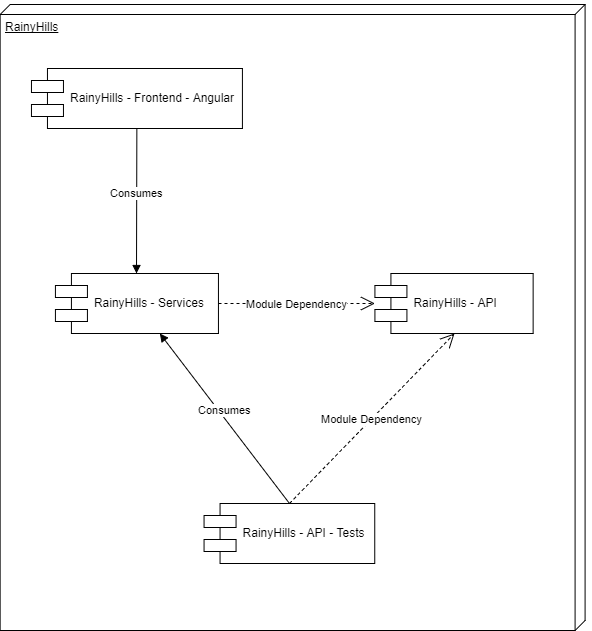 RainyHills
RainyHills - Frontend - Angular
Consumes
RainyHills - Services
Module Dependency
RainyHills - API
Consumes
Module Dependency
RainyHills - API - Tests